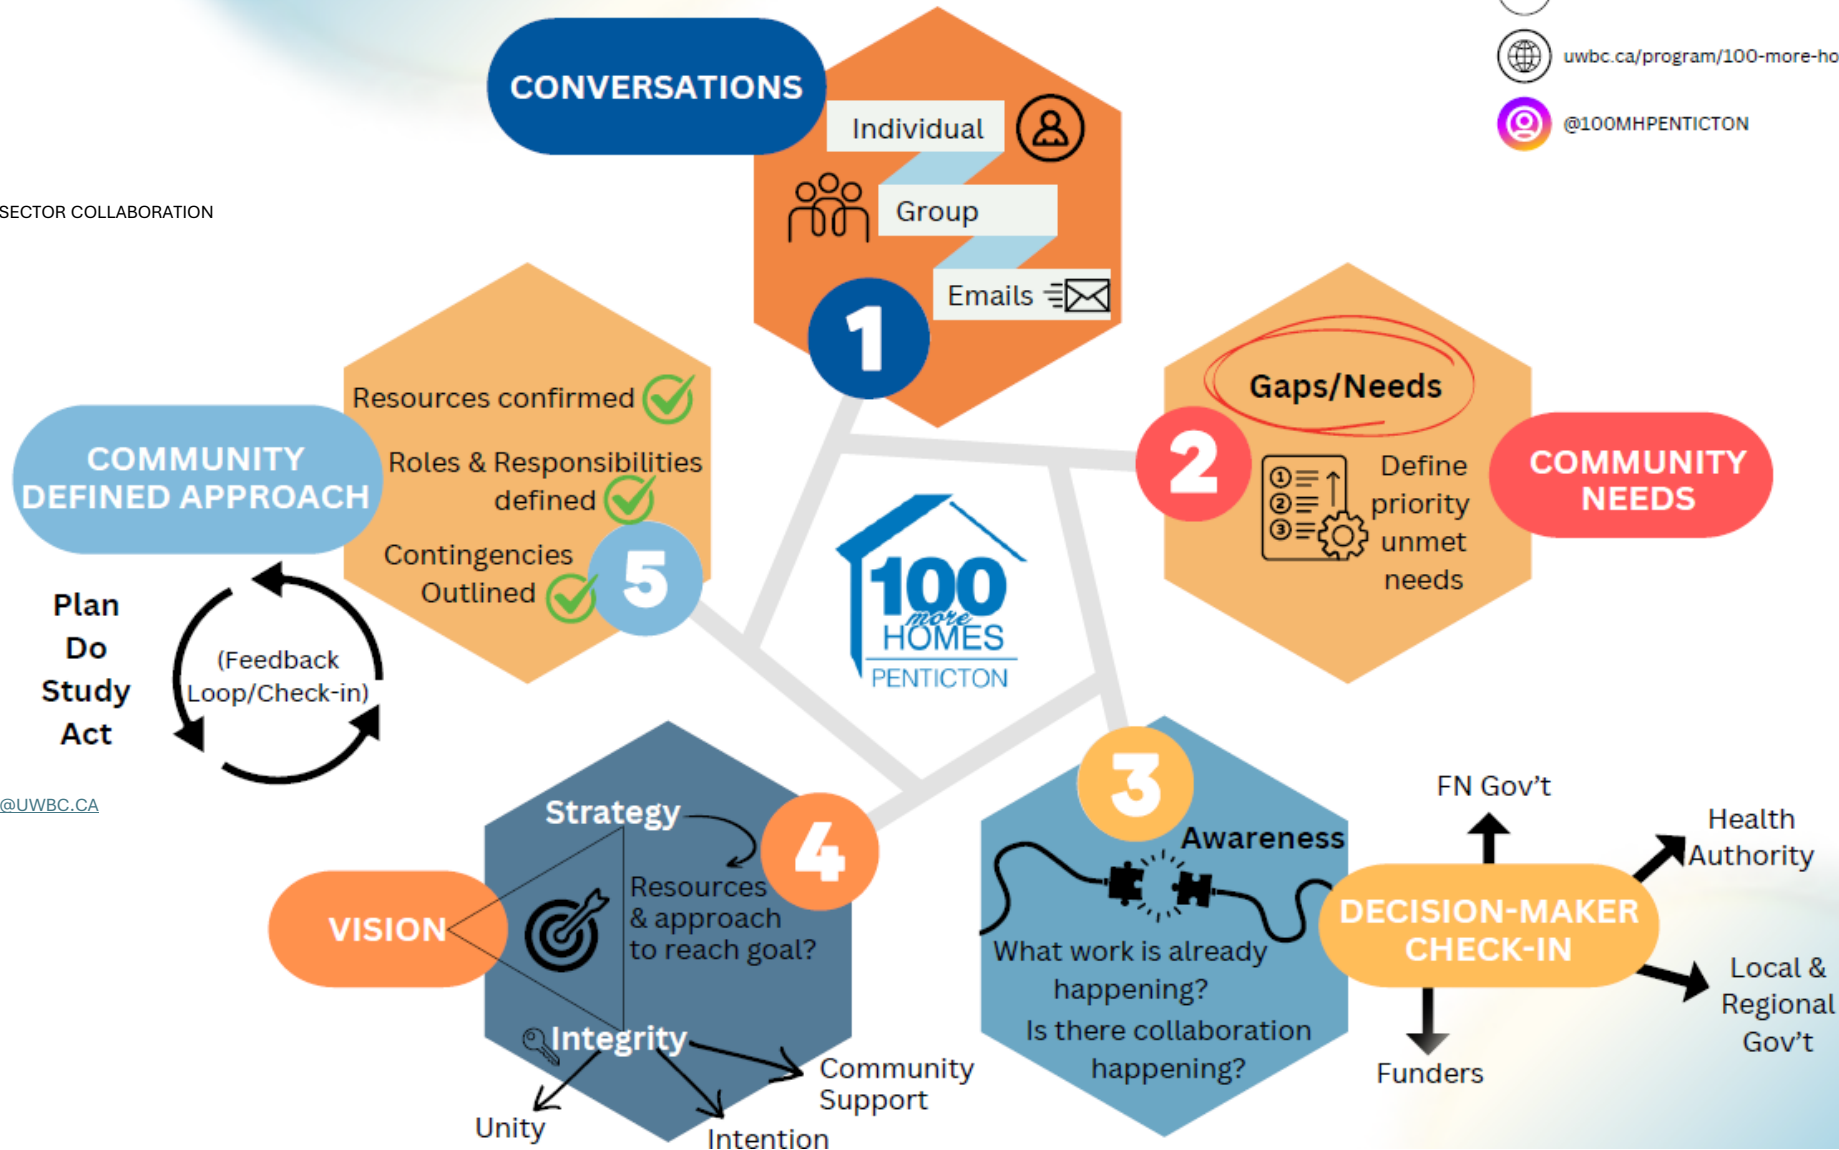 uwbc.ca/program/100-more-ho
@100MHPENTICTON
SECTOR COLLABORATION
CONVERSATIONS
Individual
Group
Emails
1
Gaps/Needs
Define
priority
unmet
needs
2
COMMUNITY
NEEDS
Awareness
What work is already
happening?
Is there collaboration
happening?
3
DECISION-MAKER
CHECK-IN
FN Gov't
Health
Authority
Local &
Regional
Gov't
Funders
4
VISION
Strategy
Resources
& approach
to reach goal?
Integrity
Unity
Intention
Community
Support
5
COMMUNITY
DEFINED APPROACH
Resources confirmed
Roles & Responsibilities
defined
Contingencies
Outlined
Plan
Do
Study
Act
(Feedback
Loop/Check-in)
@UWBC.CA
100
more
HOMES
PENTICTON
1
2
3